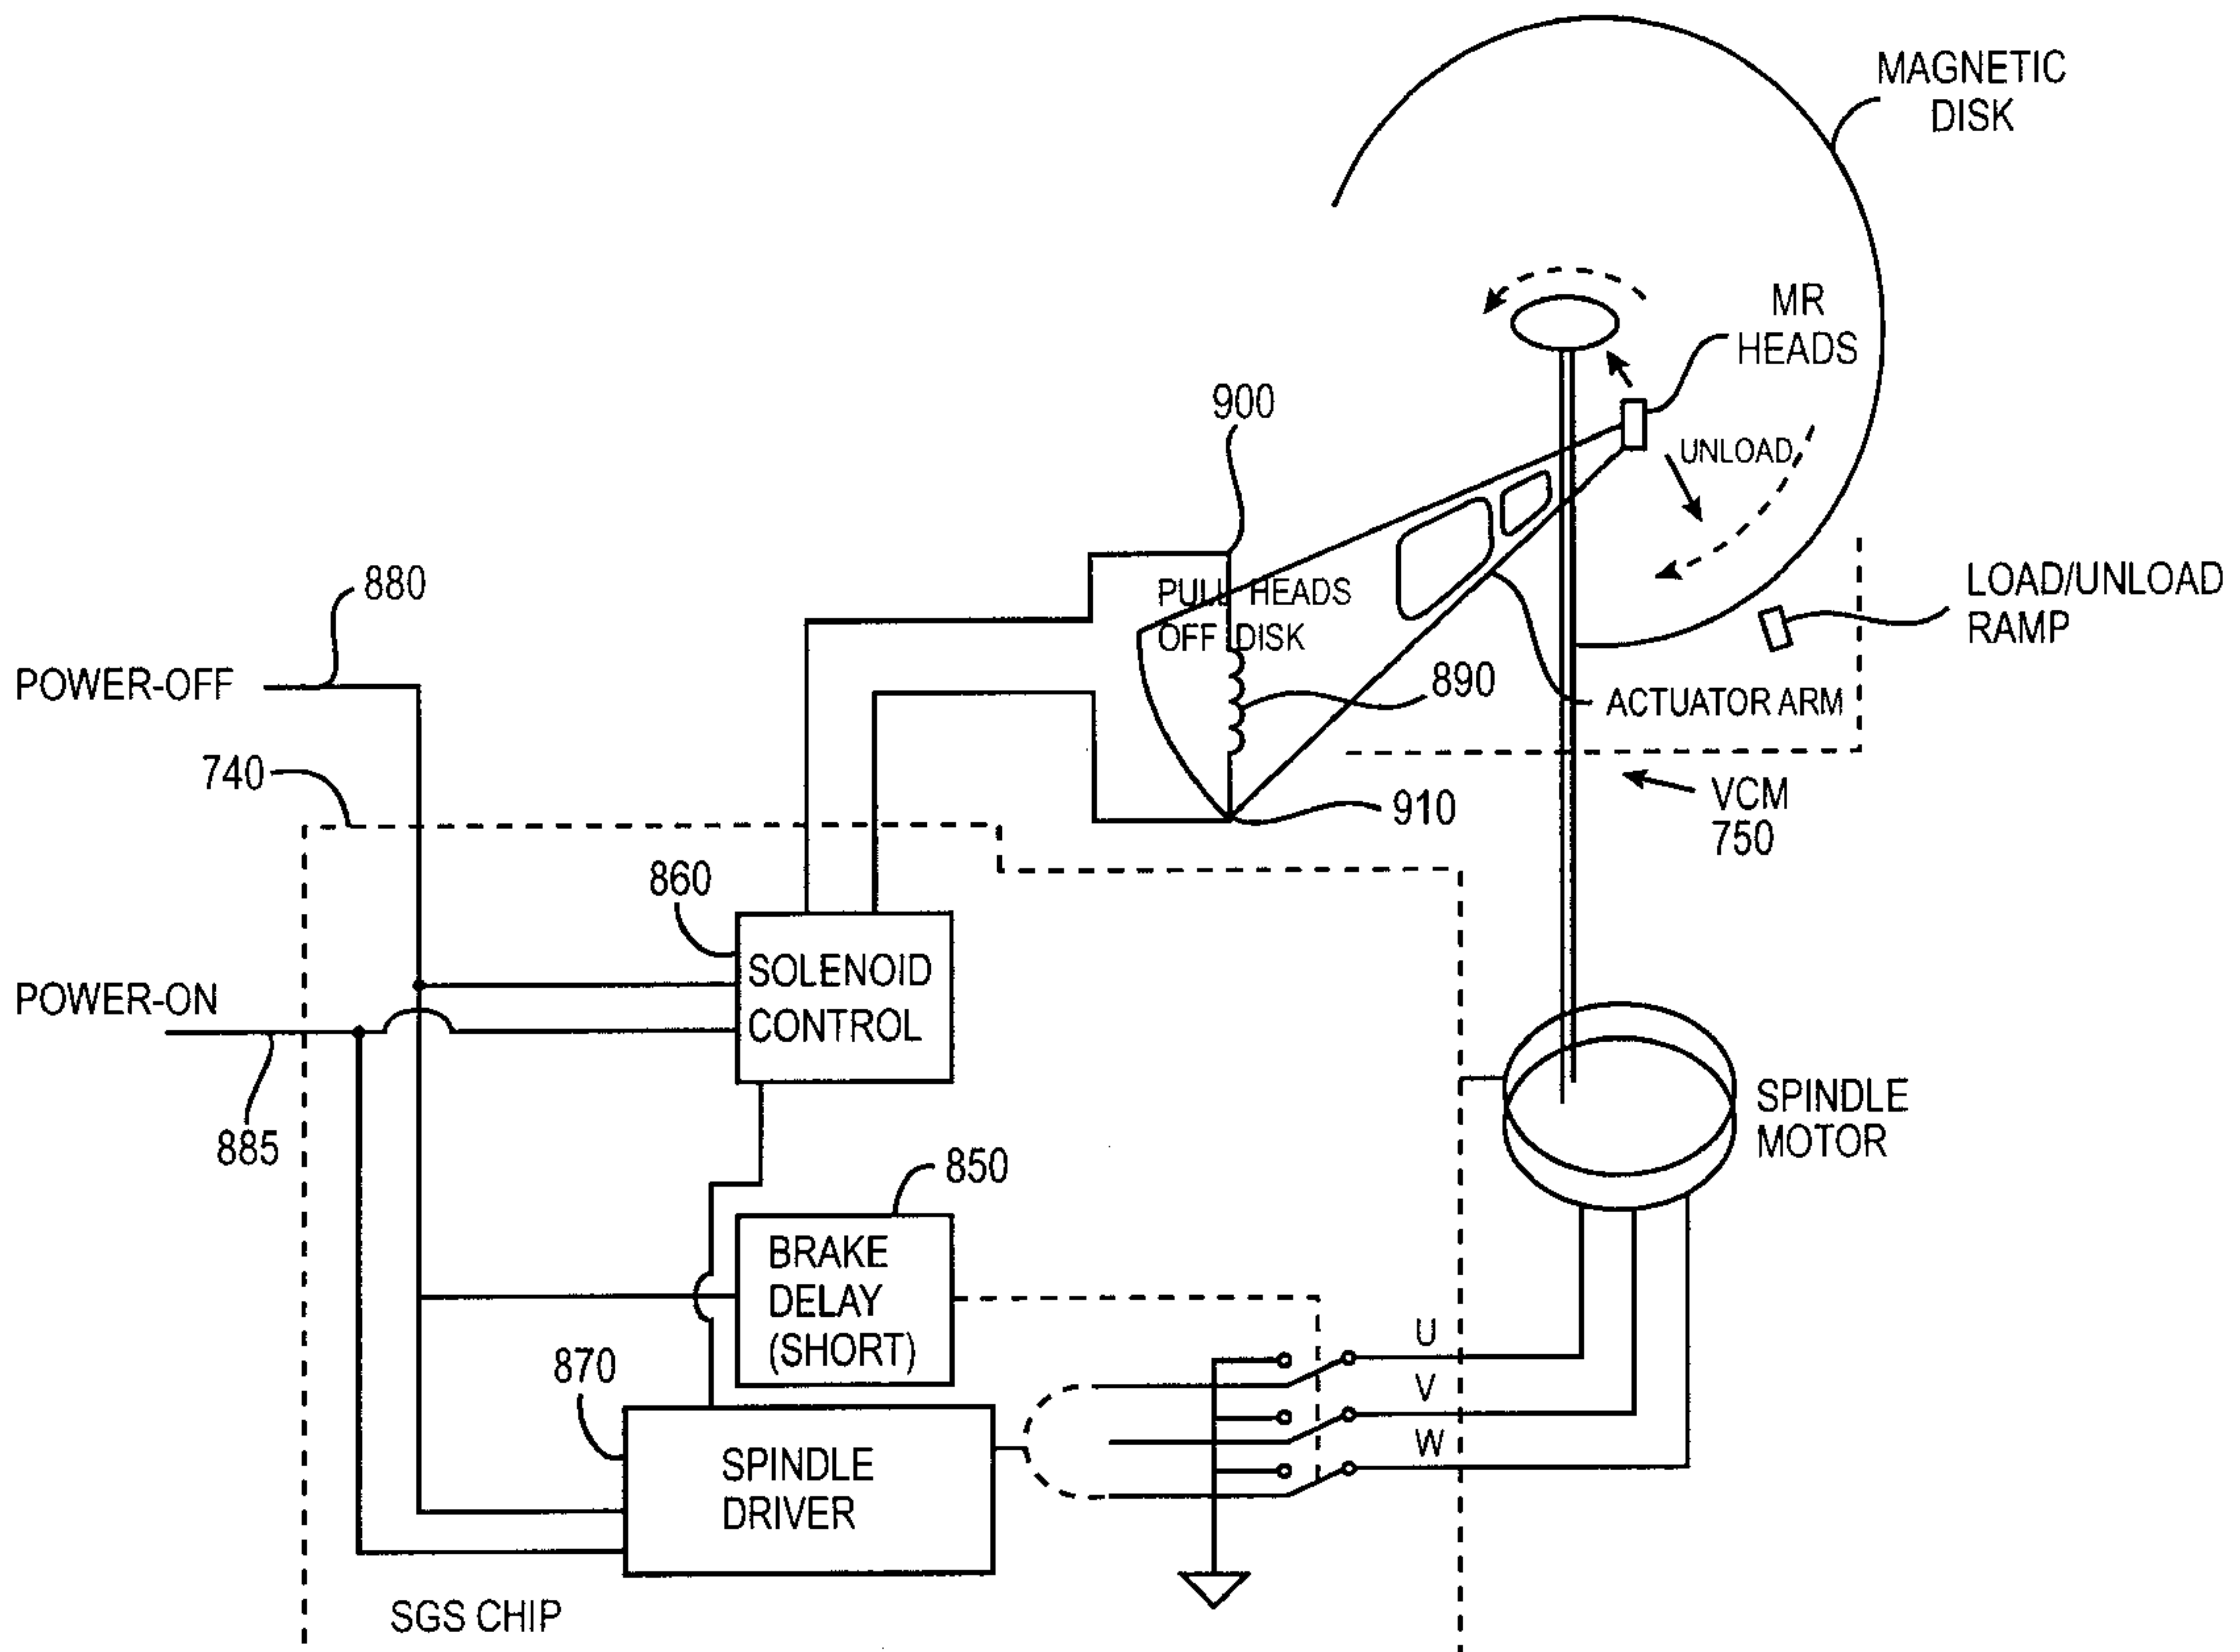 MAGNETIC
DISK
MR
HEADS
900
UNLOAD
880
PULL HEADS
OFF DISK
LOAD/UNLOAD
RAMP
POWER-OFF
890
ACTUATOR ARM
740
VCM
750
910
860
SOLENOID
CONTROL
POWER-ON
885
SPINDLE
MOTOR
850
BRAKE
DELAY
(SHORT)
U
870
V
W
SPINDLE
DRIVER
SGS CHIP